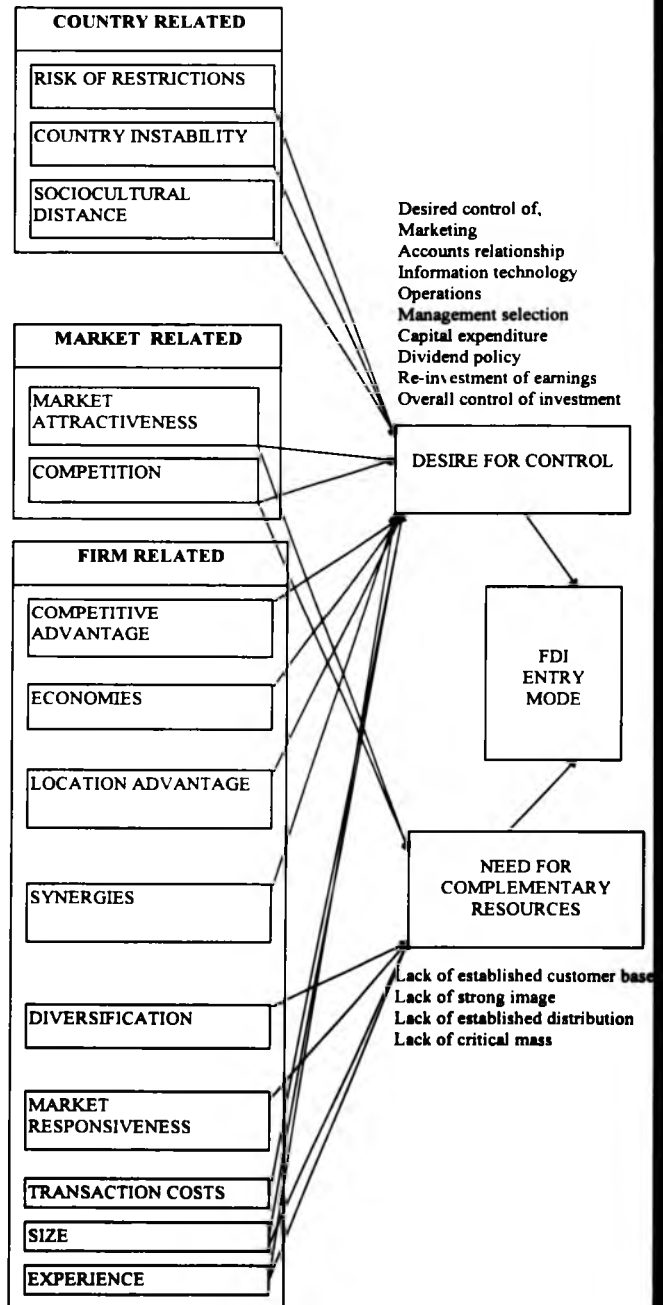 COUNTRY RELATED
RISK OF RESTRICTIONS
COUNTRY INSTABILITY
SOCIOCULTURAL
DISTANCE
MARKET RELATED
MARKET
ATTRACTIVENESS
COMPETITION
FIRM RELATED
COMPETITIVE
ADVANTAGE
ECONOMIES
LOCATION ADVANTAGE
SYNERGIES
DIVERSIFICATION
MARKET
RESPONSIVENESS
TRANSACTION COSTS
SIZE
EXPERIENCE
Desired control of,
Marketing
Accounts relationship
Information technology
Operations
Management selection
Capital expenditure
Dividend policy
Re-investment of earnings
Overall control of investment
DESIRE FOR CONTROL
FDI
ENTRY
MODE
NEED FOR
COMPLEMENTARY
RESOURCES
Lack of established customer base
Lack of strong image
Lack of established distribution
Lack of critical mass